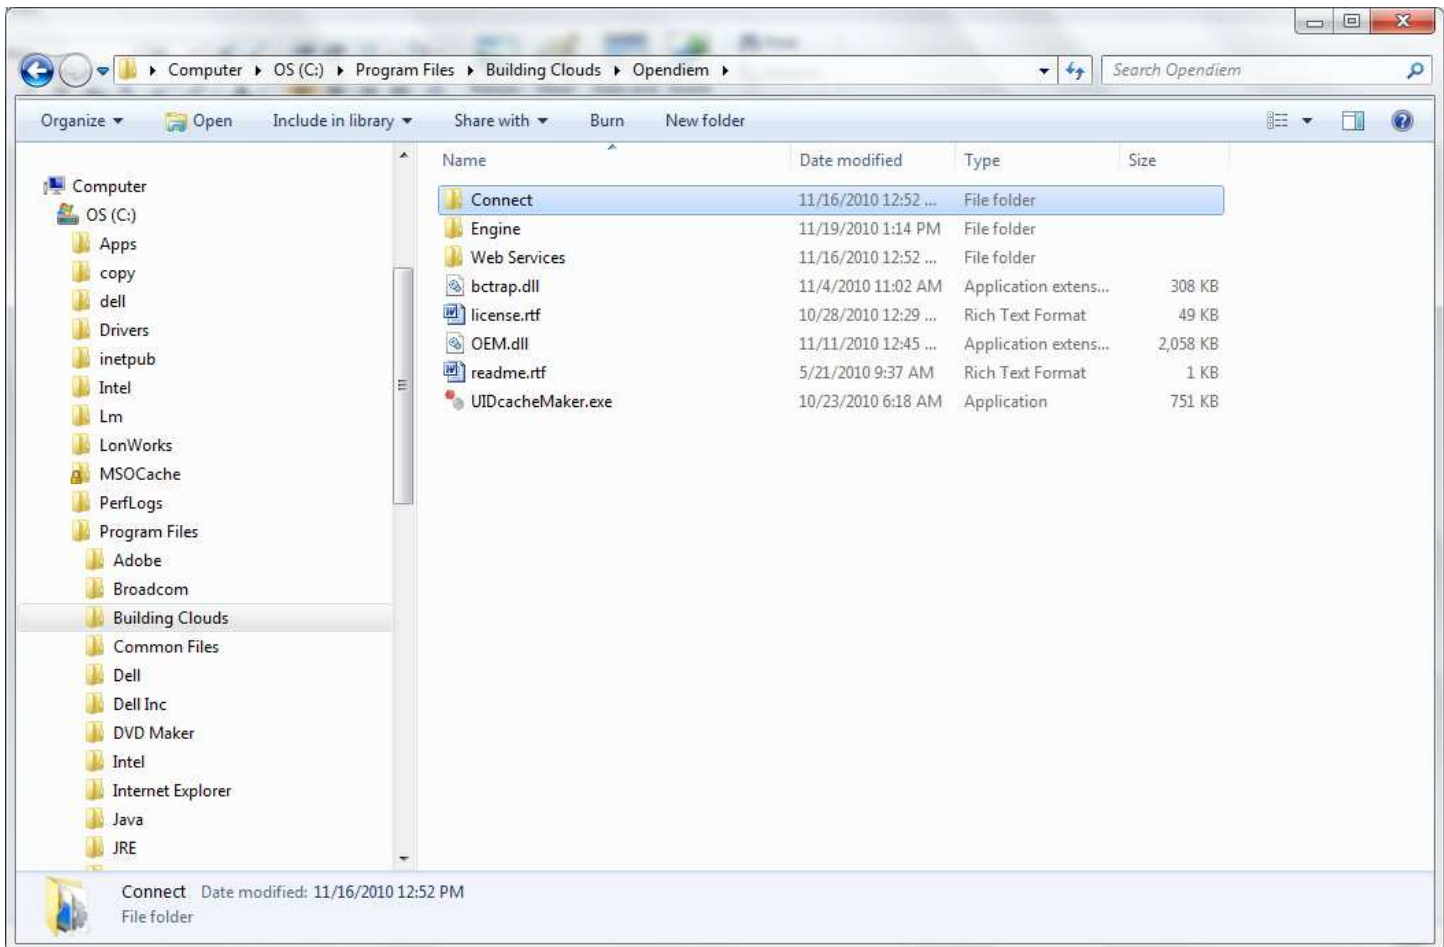 Computer OS (C:) Program Files Building Clouds Opendiem Search Opendiem
Organize Open Include in library Share with Burn New folder
Name Date modified Type Size
Computer
OS (C:)
Apps
copy
dell
Drivers
inetpub
Intel
Lm
LonWorks
MSOCache
PerfLogs
Program Files
Adobe
Broadcom
Building Clouds
Common Files
Dell
Dell Inc
DVD Maker
Intel
Internet Explorer
Java
JRE
Connect 11/16/2010 12:52 ... File folder
Engine 11/19/2010 1:14 PM File folder
Web Services 11/16/2010 12:52 ... File folder
bctrap.dll 11/4/2010 11:02 AM Application extens... 308 KB
license.rtf 10/28/2010 12:29 ... Rich Text Format 49 KB
OEM.dll 11/11/2010 12:45 ... Application extens... 2,058 KB
readme.rtf 5/21/2010 9:37 AM Rich Text Format 1 KB
UIDcacheMaker.exe 10/23/2010 6:18 AM Application 751 KB
Connect Date modified: 11/16/2010 12:52 PM
File folder